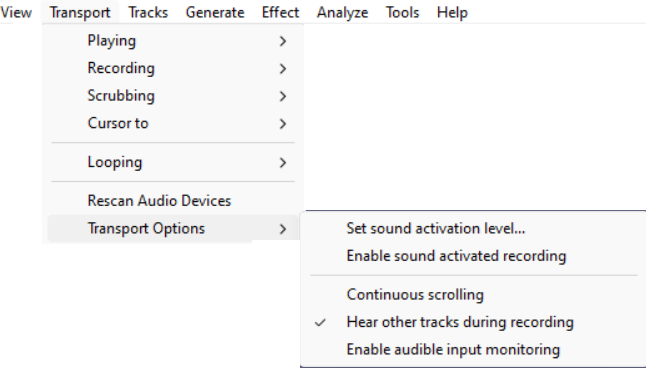 View Transport Tracks Generate Effect Analyze Tools Help
Playing
Recording
Scrubbing
Cursor to
Looping
Rescan Audio Devices
Transport Options
Set sound activation level...
Enable sound activated recording
Continuous scrolling
Hear other tracks during recording
Enable audible input monitoring